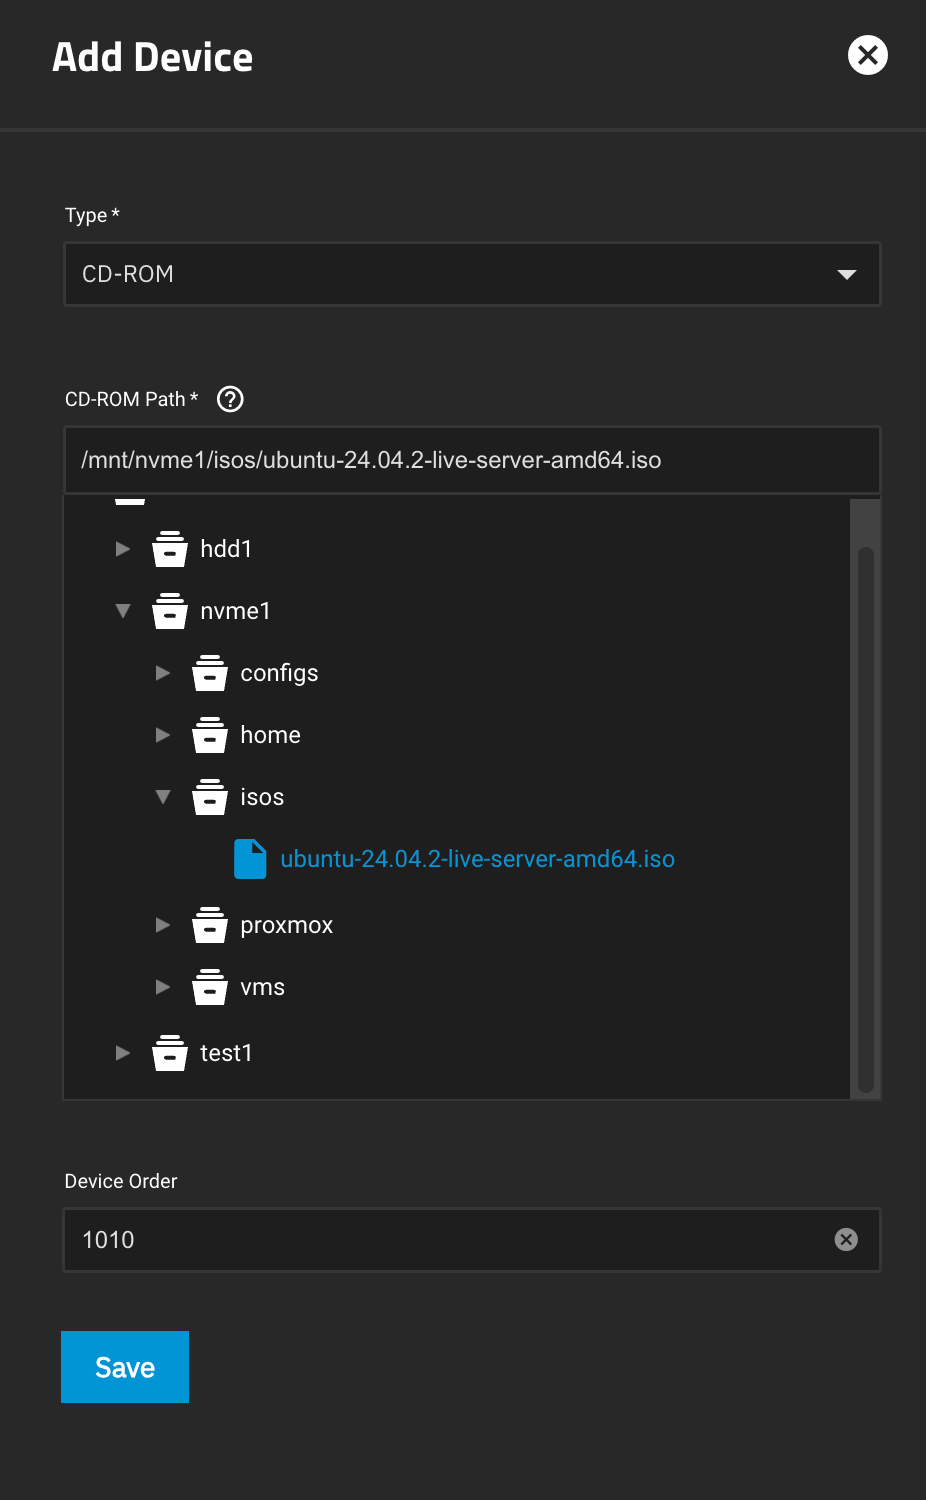 Add Device
Type *
CD-ROM
CD-ROM Path *
/mnt/nvme1/isos/ubuntu-24.04.2-live-server-amd64.iso
hdd1
nvme1
configs
home
isos
ubuntu-24.04.2-live-server-amd64.iso
proxmox
vms
test1
Device Order
1010
Save